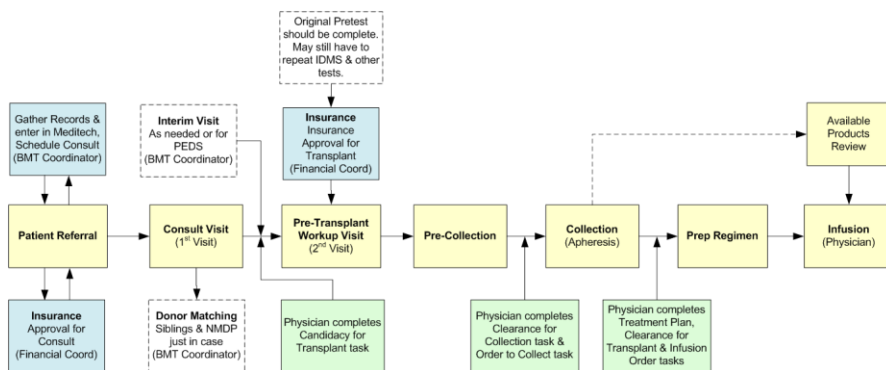 Original Pretest
should be complete.
May still have to
repeat IDMS & other
tests.
Gather Records &
enter in Meditech,
Schedule Consult
(BMT Coordinator)
Interim Visit
As needed or for
PEDS
(BMT Coordinator)
Insurance
Insurance
Approval for
Transplant
(Financial Coord)
Available
Products
Review
Patient Referral
Consult Visit
(1st Visit)
Pre-Transplant
Workup Visit
(2nd Visit)
Pre-Collection
Collection
(Apheresis)
Prep Regimen
Infusion
(Physician)
Insurance
Approval for
Consult
(Financial Coord)
Donor Matching
Siblings & NMDP
just in case
(BMT Coordinator)
Physician completes
Candidacy for
Transplant task
Physician completes
Clearance for
Collection task &
Order to Collect task
Physician completes
Treatment Plan,
Clearance for
Transplant & Infusion
Order tasks